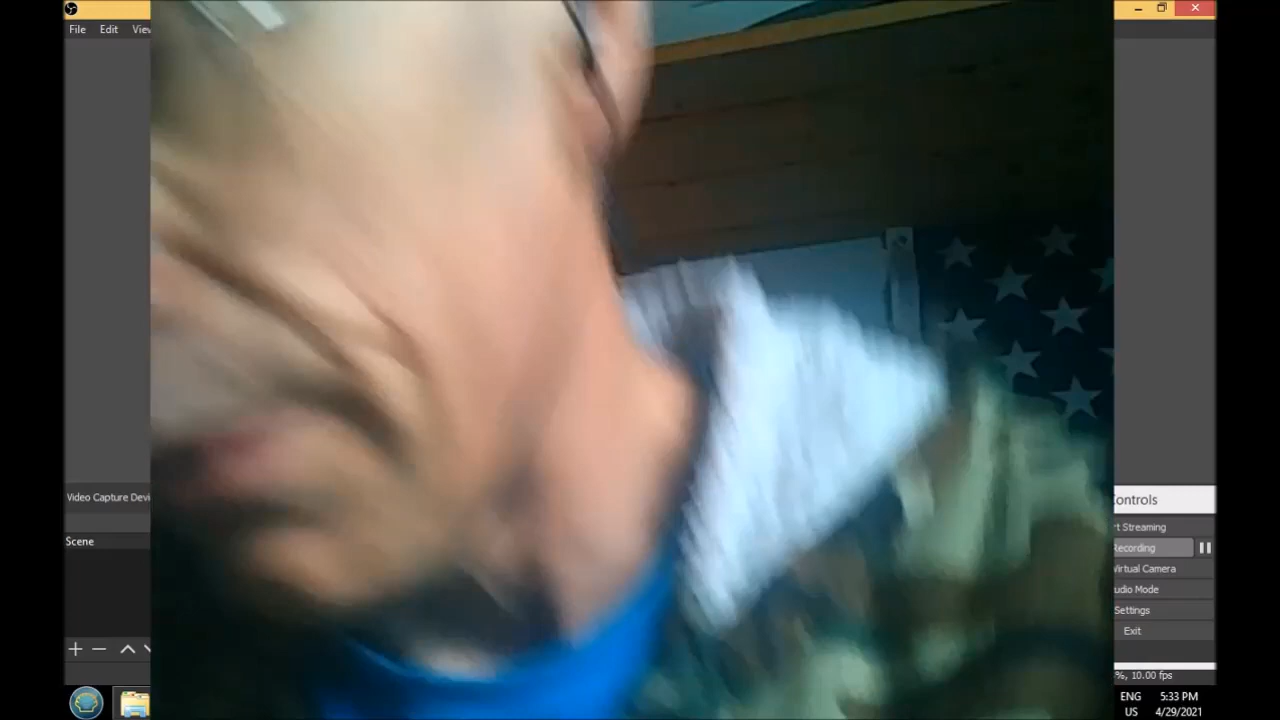 File Edit View
Video Capture Devi
Scene
Controls
rt Streaming
Recording
Virtual Camera
udio Mode
Settings
Exit
%, 10.00 fps
ENG 5:33 PM
US 4/29/2021